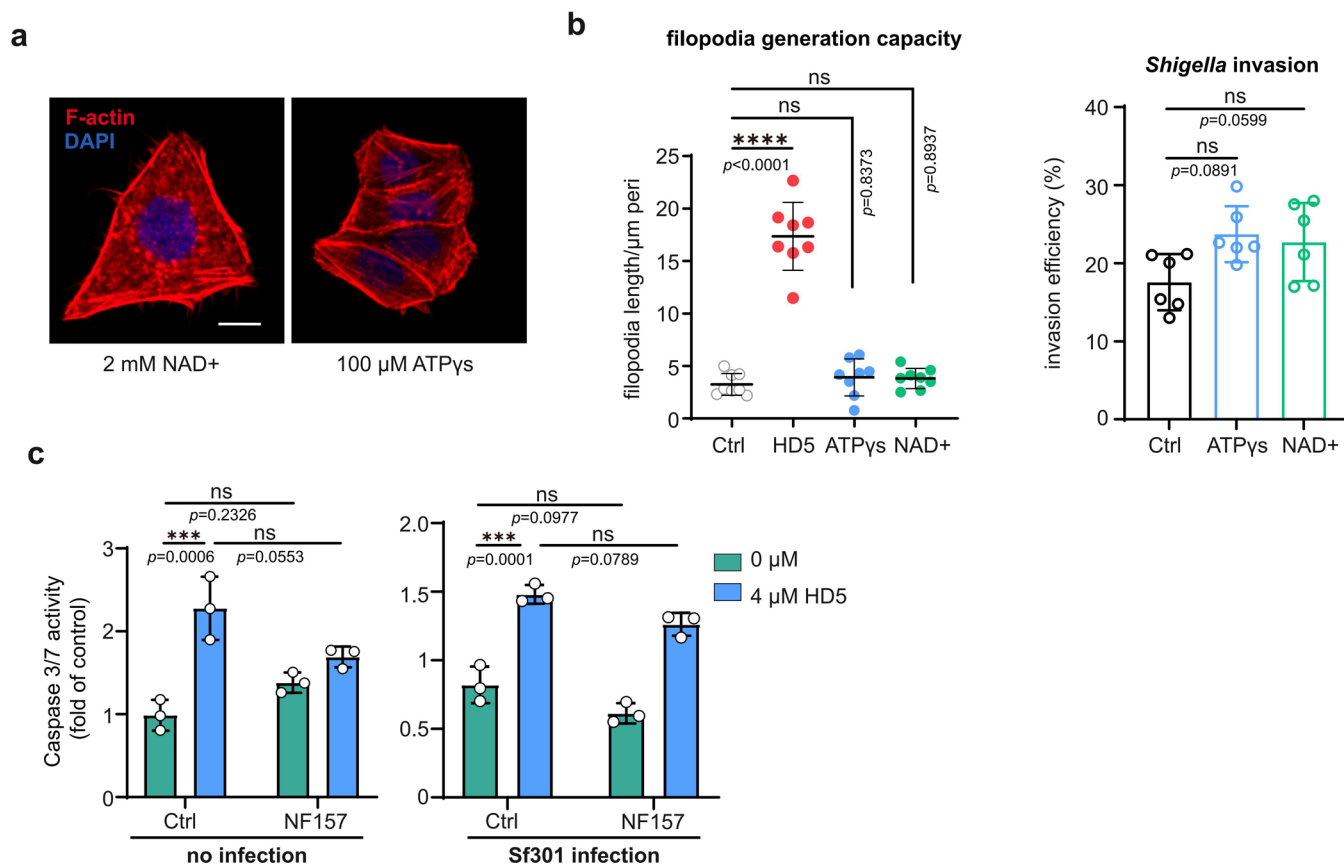 a
F-actin
DAPI
2 mM NAD+
100 µM ATPγs
b
filopodia generation capacity
ns
ns
****
p<0.0001
p=0.8373
p=0.8937
filopodia length/µm peri
25
20
15
10
5
0
Ctrl
HD5
ATPγs
NAD+
Shigella invasion
ns
p=0.0599
ns
p=0.0891
invasion efficiency (%)
40
30
20
10
0
Ctrl
ATPγs
NAD+
c
ns
p=0.2326
***
p=0.0006
ns
p=0.0553
Caspase 3/7 activity
(fold of control)
3
2
1
0
Ctrl
NF157
no infection
ns
p=0.0977
***
p=0.0001
ns
p=0.0789
2.0
1.5
1
0.5
0
Ctrl
NF157
Sf301 infection
0 µM
4 µM HD5